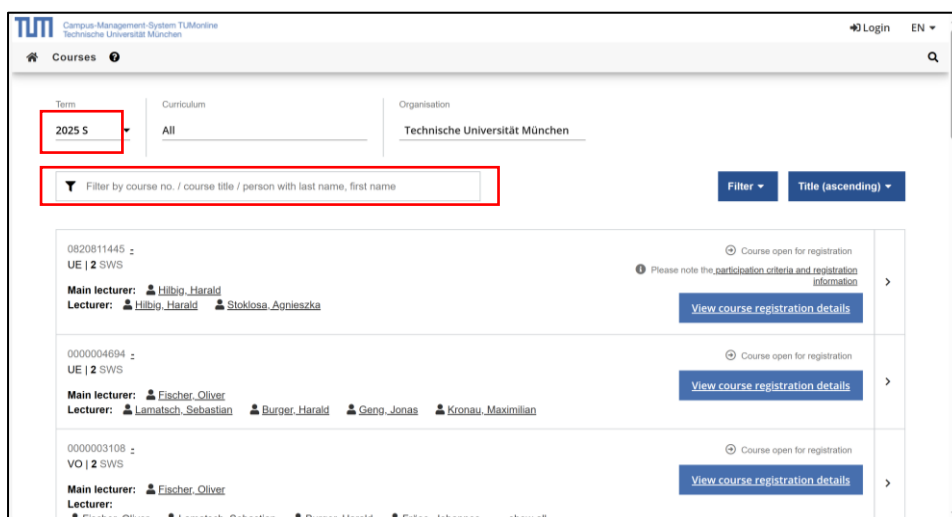 TUM Campus-Management-System TUMonline
Technische Universität München
Login EN
Courses
Term Curriculum Organisation
2025 S All Technische Universität München
Filter by course no. / course title / person with last name, first name Filter Title (ascending)
0820811445 - Course open for registration
UE | 2 SWS
Please note the participation criteria and registration
information
Main lecturer: Hilbig, Harald
Lecturer: Hilbig, Harald Stoklosa, Agnieszka
View course registration details
0000004694 - Course open for registration
UE | 2 SWS
View course registration details
Main lecturer: Fischer, Oliver
Lecturer: Lamatsch, Sebastian Burger, Harald Geng, Jonas Kronau, Maximilian
0000003108 - Course open for registration
VO | 2 SWS
View course registration details
Main lecturer: Fischer, Oliver
Lecturer: